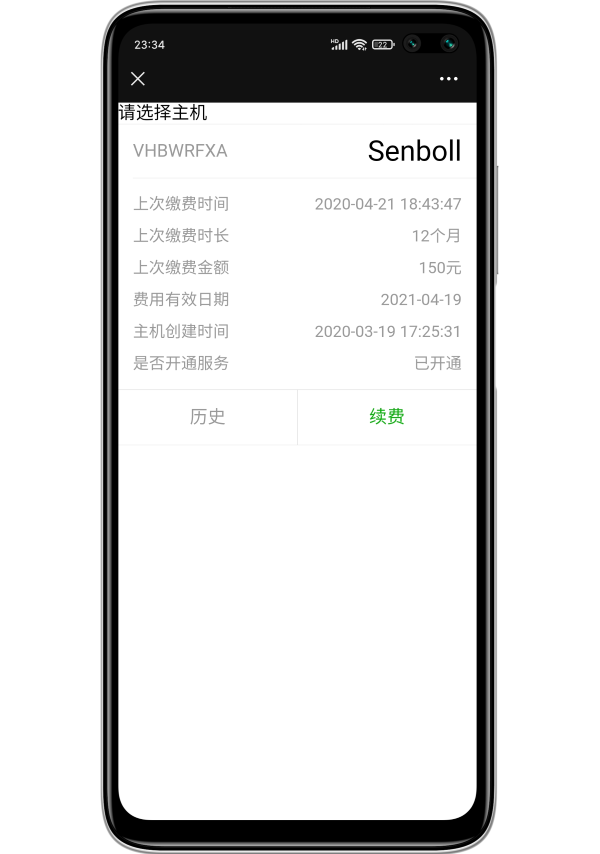 23:34
HD
22
请选择主机
VHBWRFXA Senboll
上次缴费时间 2020-04-21 18:43:47
上次缴费时长 12个月
上次缴费金额 150元
费用有效日期 2021-04-19
主机创建时间 2020-03-19 17:25:31
是否开通服务 已开通
历史 续费